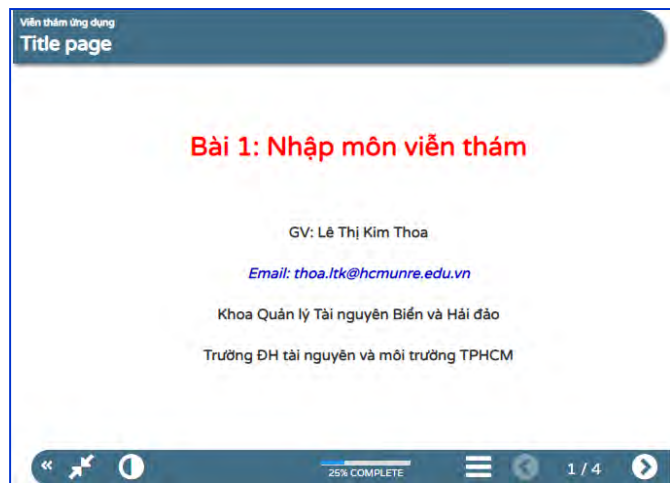 Viễn thám ứng dụng
Title page
Bài 1: Nhập môn viễn thám
GV: Lê Thị Kim Thoa
Email: thoa.ltk@hcmunre.edu.vn
Khoa Quản lý Tài nguyên Biển và Hải đảo
Trường ĐH tài nguyên và môi trường TPHCM
25% COMPLETE
1 / 4